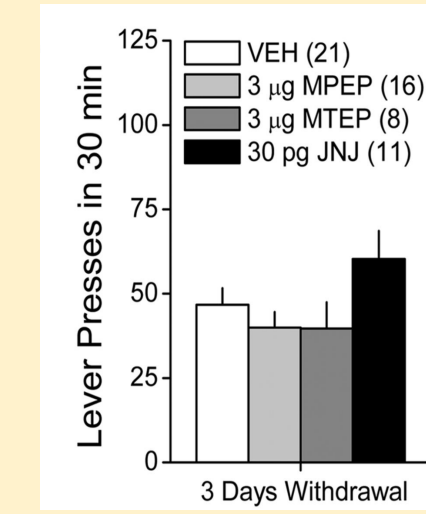 Lever Presses in 30 min
125
100
75
50
25
0
VEH (21)
3 μg MPEP (16)
3 μg MTEP (8)
30 pg JNJ (11)
3 Days Withdrawal